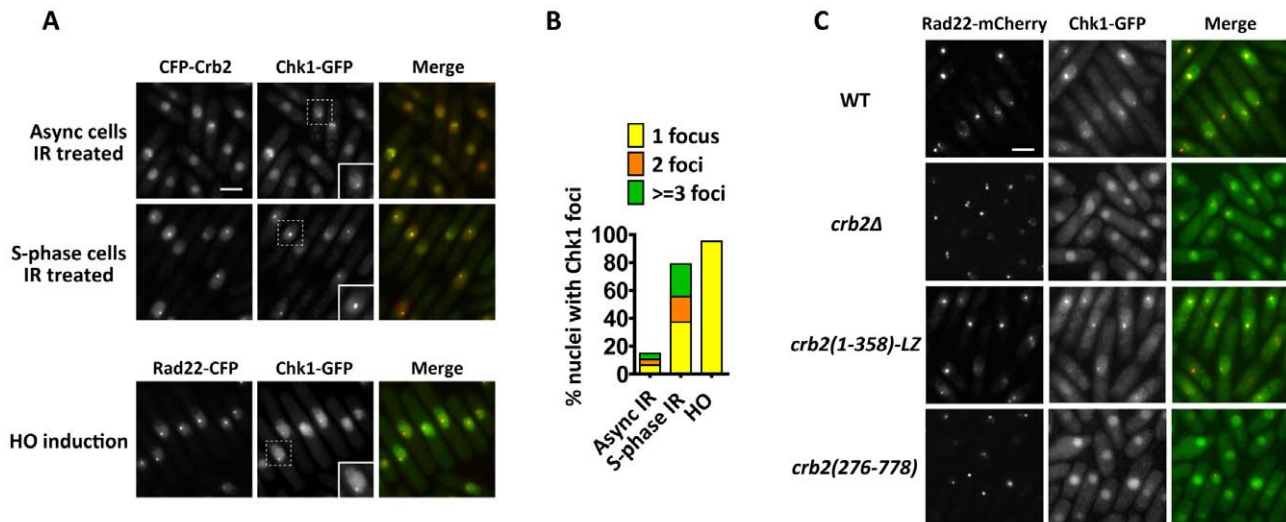 A
CFP-Crb2 Chk1-GFP Merge
Async cells
IR treated
S-phase cells
IR treated
Rad22-CFP Chk1-GFP Merge
HO induction
B
1 focus
2 foci
>=3 foci
% nuclei with Chk1 foci
100
80
60
40
20
0
Async IR
S-phase IR
HO
C
Rad22-mCherry Chk1-GFP Merge
WT
crb2Δ
crb2(1-358)-LZ
crb2(276-778)